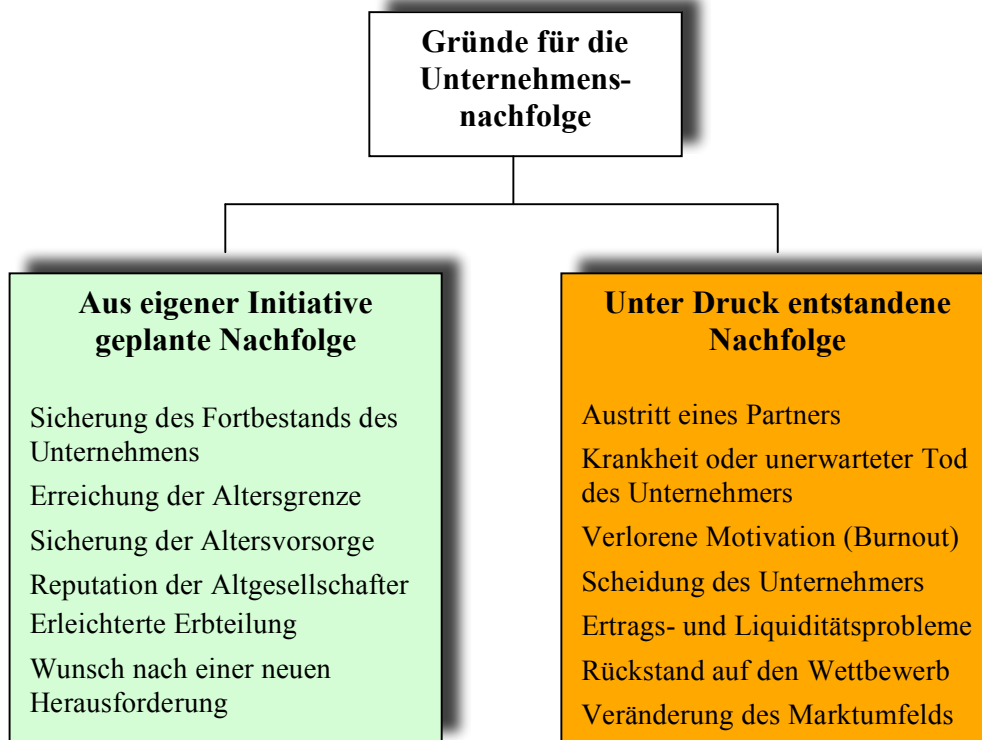 Gründe für die
Unternehmens-
nachfolge
Aus eigener Initiative
geplante Nachfolge
Sicherung des Fortbestands des
Unternehmens
Erreichung der Altersgrenze
Sicherung der Altersvorsorge
Reputation der Altgesellschafter
Erleichterte Erbteilung
Wunsch nach einer neuen
Herausforderung
Unter Druck entstandene
Nachfolge
Austritt eines Partners
Krankheit oder unerwarteter Tod
des Unternehmers
Verlorene Motivation (Burnout)
Scheidung des Unternehmers
Ertrags- und Liquiditätsprobleme
Rückstand auf den Wettbewerb
Veränderung des Marktumfelds